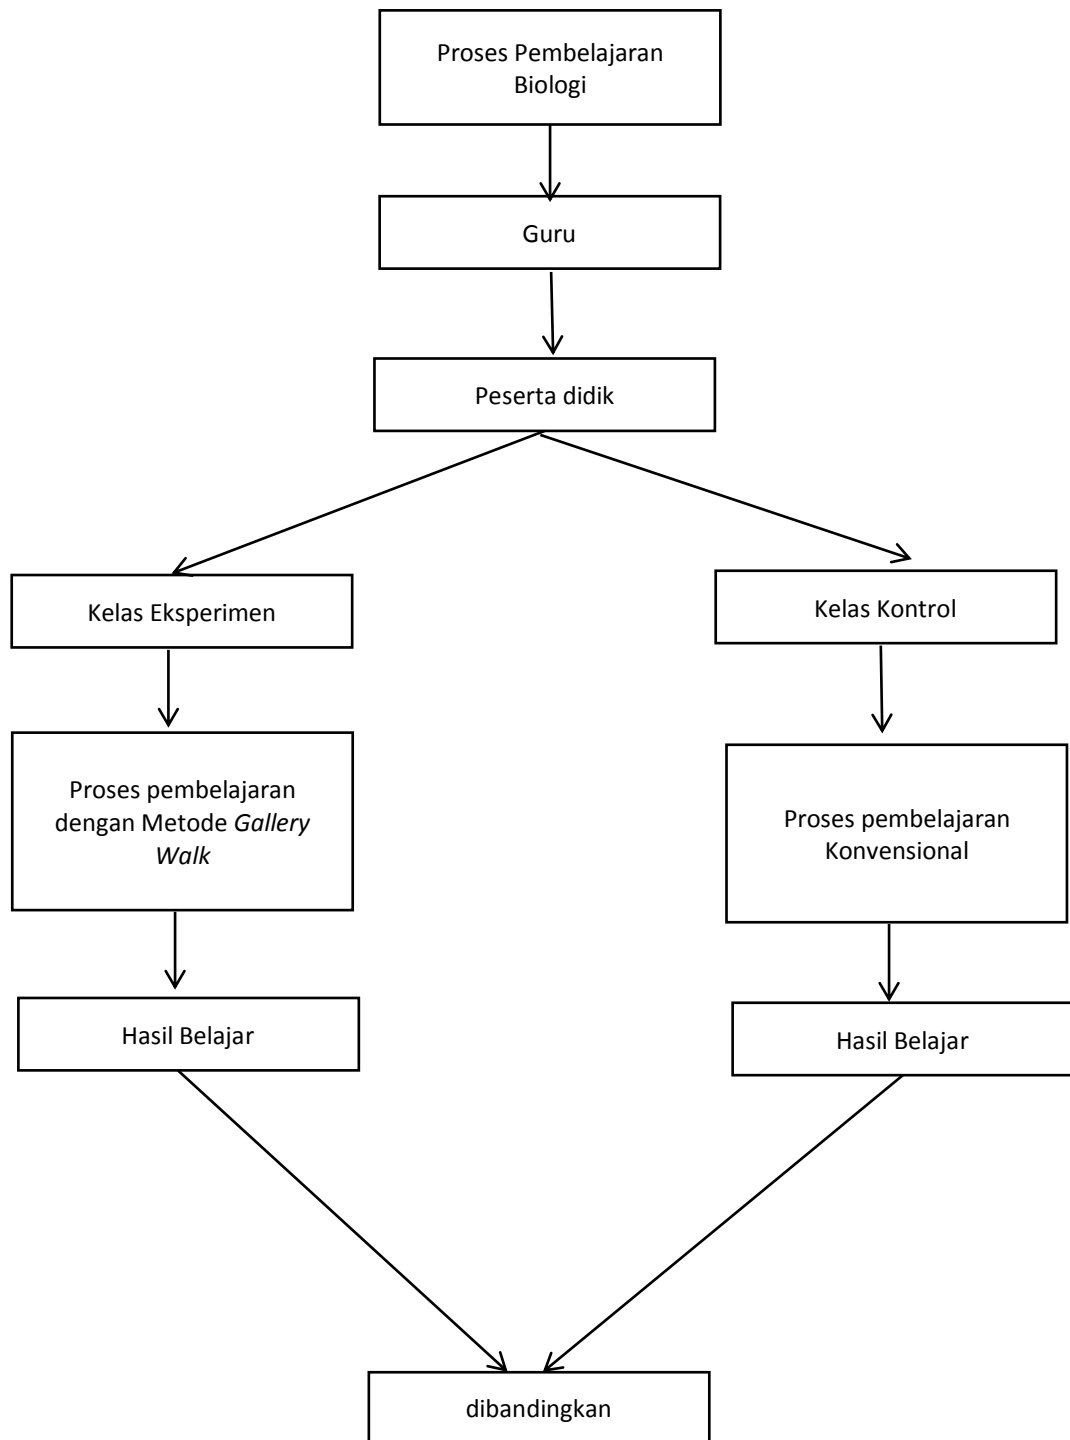 Proses Pembelajaran
Biologi
Guru
Peserta didik
Kelas Eksperimen
Kelas Kontrol
Proses pembelajaran
dengan Metode Gallery
Walk
Proses pembelajaran
Konvensional
Hasil Belajar
Hasil Belajar
dibandingkan